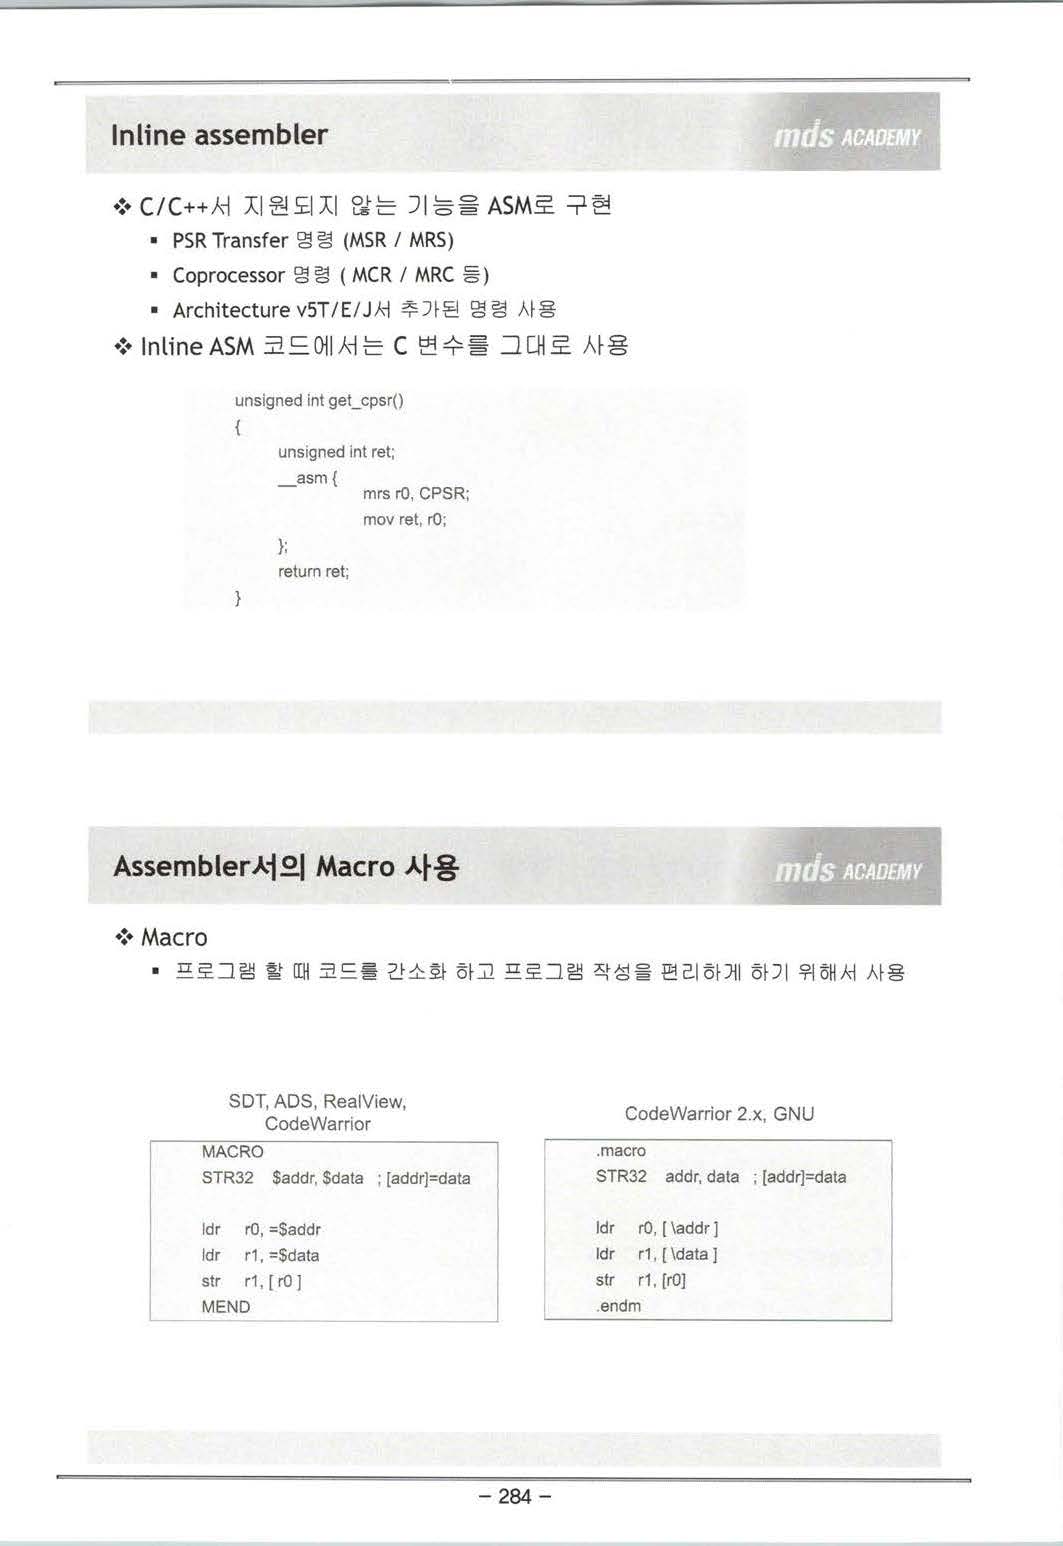 Inline assembler
mds ACADEMY
❖ C/C++서 지원되지 않는 기능을 ASM로 구현
▪ PSR Transfer 명령 (MSR / MRS)
▪ Coprocessor 명령 ( MCR / MRC 등)
▪ Architecture v5T/E/J서 추가된 명령 사용
❖ Inline ASM 코드에서는 C 변수를 그대로 사용
unsigned int get_cpsr()
{
unsigned int ret;
__asm {
mrs r0, CPSR;
mov ret, r0;
};
return ret;
}
Assembler서의 Macro 사용
mds ACADEMY
❖ Macro
▪ 프로그램 할 때 코드를 간소화 하고 프로그램 작성을 편리하게 하기 위해서 사용
SDT, ADS, RealView,
CodeWarrior
MACRO
STR32 $addr, $data ; [addr]=data
ldr r0, =$addr
ldr r1, =$data
str r1, [ r0 ]
MEND
CodeWarrior 2.x, GNU
.macro
STR32 addr, data ; [addr]=data
ldr r0, [ \addr ]
ldr r1, [ \data ]
str r1, [r0]
.endm
- 284 -